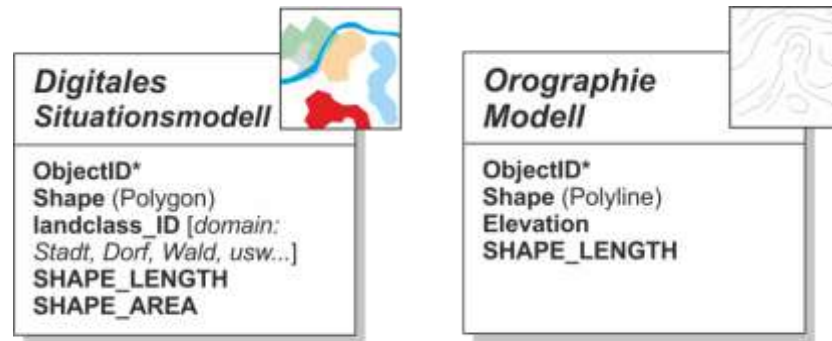 Digitales
Situationsmodell
ObjectID*
Shape (Polygon)
landclass_ID [domain:
Stadt, Dorf, Wald, usw...]
SHAPE_LENGTH
SHAPE_AREA
Orographie
Modell
ObjectID*
Shape (Polyline)
Elevation
SHAPE_LENGTH